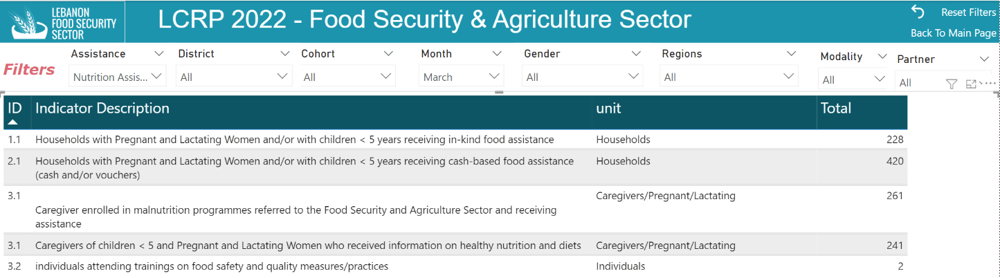 LEBANON
FOOD SECURITY
SECTOR
LCRP 2022 - Food Security & Agriculture Sector
Reset Filters
Back To Main Page
Filters
Assistance
Nutrition Assis...
District
All
Cohort
All
Month
March
Gender
All
Regions
All
Modality
All
Partner
All
ID Indicator Description unit Total
1.1 Households with Pregnant and Lactating Women and/or with children < 5 years receiving in-kind food assistance Households 228
2.1 Households with Pregnant and Lactating Women and/or with children < 5 years receiving cash-based food assistance Households 420
(cash and/or vouchers)
3.1 Caregivers/Pregnant/Lactating 261
Caregiver enrolled in malnutrition programmes referred to the Food Security and Agriculture Sector and receiving
assistance
3.1 Caregivers of children < 5 and Pregnant and Lactating Women who received information on healthy nutrition and diets Caregivers/Pregnant/Lactating 241
3.2 individuals attending trainings on food safety and quality measures/practices Individuals 2